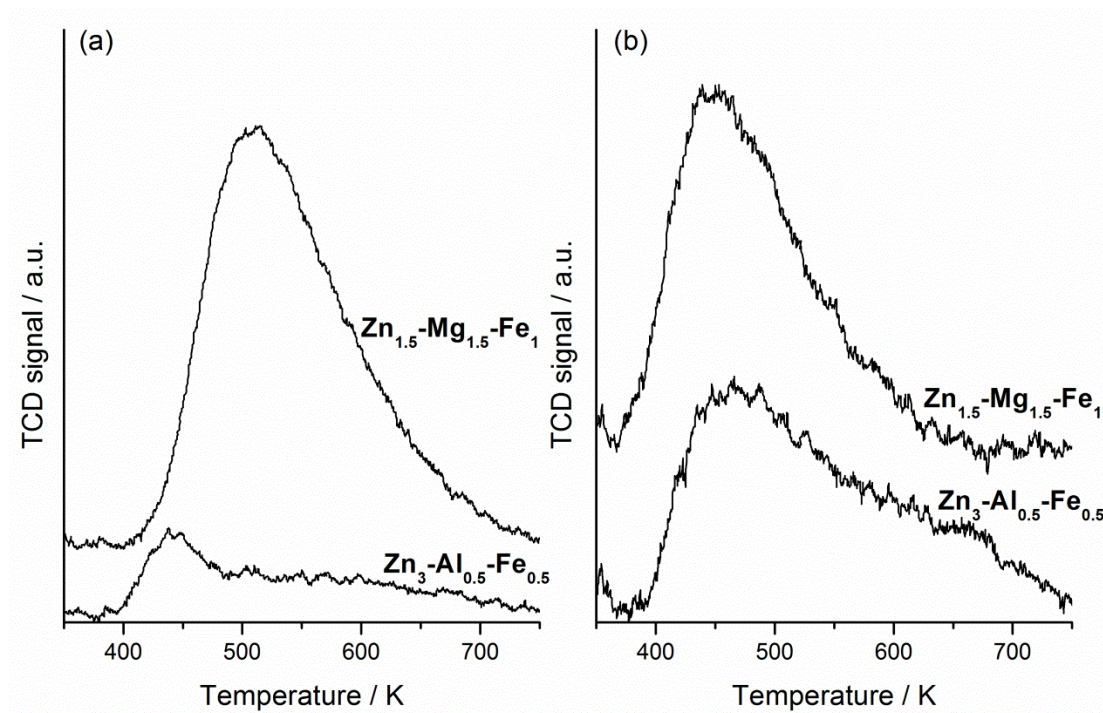 (a)
TCD signal / a.u.
Zn1.5-Mg1.5-Fe1
Zn3-Al0.5-Fe0.5
400 500 600 700
Temperature / K
(b)
TCD signal / a.u.
Zn1.5-Mg1.5-Fe1
Zn3-Al0.5-Fe0.5
400 500 600 700
Temperature / K